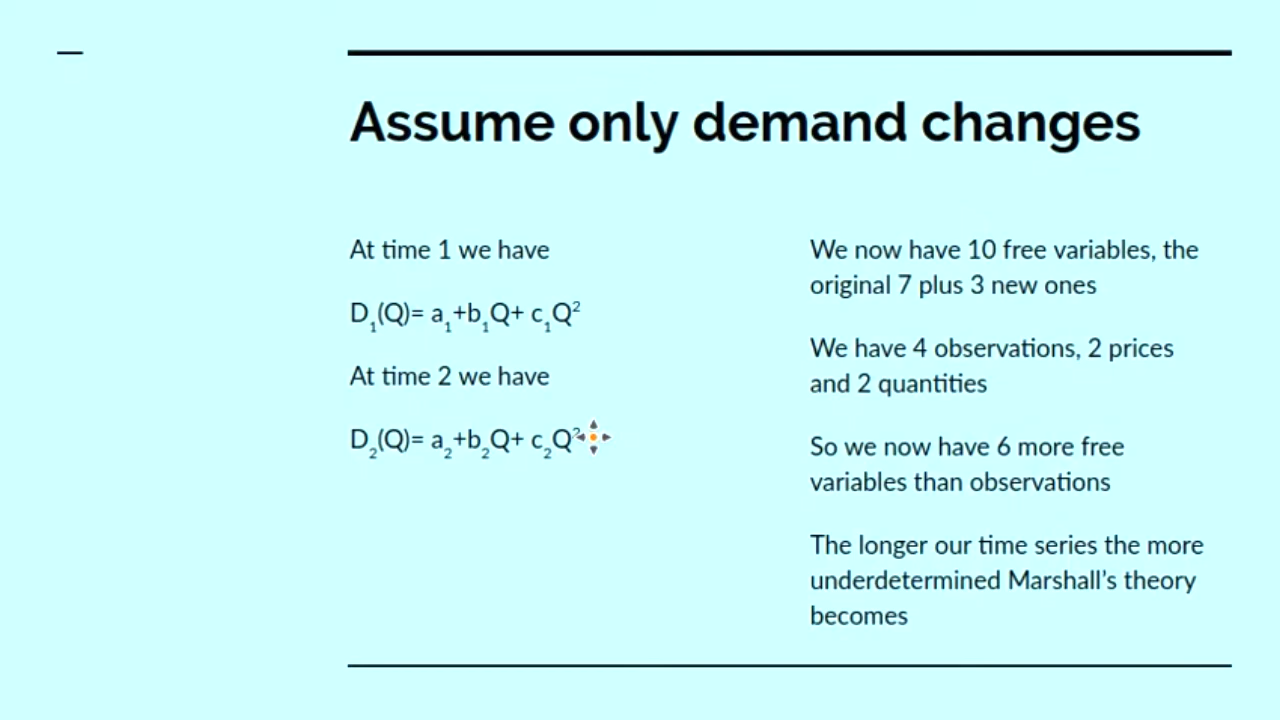 Assume only demand changes
At time 1 we have
D₁(Q)= a₁+b₁Q+ c₁Q²
At time 2 we have
D₂(Q)= a₂+b₂Q+ c₂Q²
We now have 10 free variables, the
original 7 plus 3 new ones
We have 4 observations, 2 prices
and 2 quantities
So we now have 6 more free
variables than observations
The longer our time series the more
underdetermined Marshall’s theory
becomes